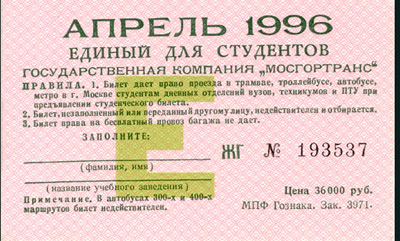 АПРЕЛЬ 1996
ЕДИНЫЙ ДЛЯ СТУДЕНТОВ
ГОСУДАРСТВЕННАЯ КОМПАНИЯ „МОСГОРТРАНС"
ПРАВИЛА. 1. Билет дает право проезда в трамвае, троллейбусе, автобусе,
метро в г. Москве студентам дневных отделений вузов, техникумов и ПТУ при
предъявлении студенческого билета.
2. Билет, незаполненный или переданный другому лицу, недействителен и отбирается.
3. Билет права на бесплатный провоз багажа не дает.
ЗАПОЛНИТЕ:
Е
ЖГ № 193537
(фамилия, имя)
(название учебного заведения)
Цена 36000 руб.
Примечание. В автобусах 300-х и 400-х
маршрутов билет недействителен.
МПФ Гознака. Зак. 3971.